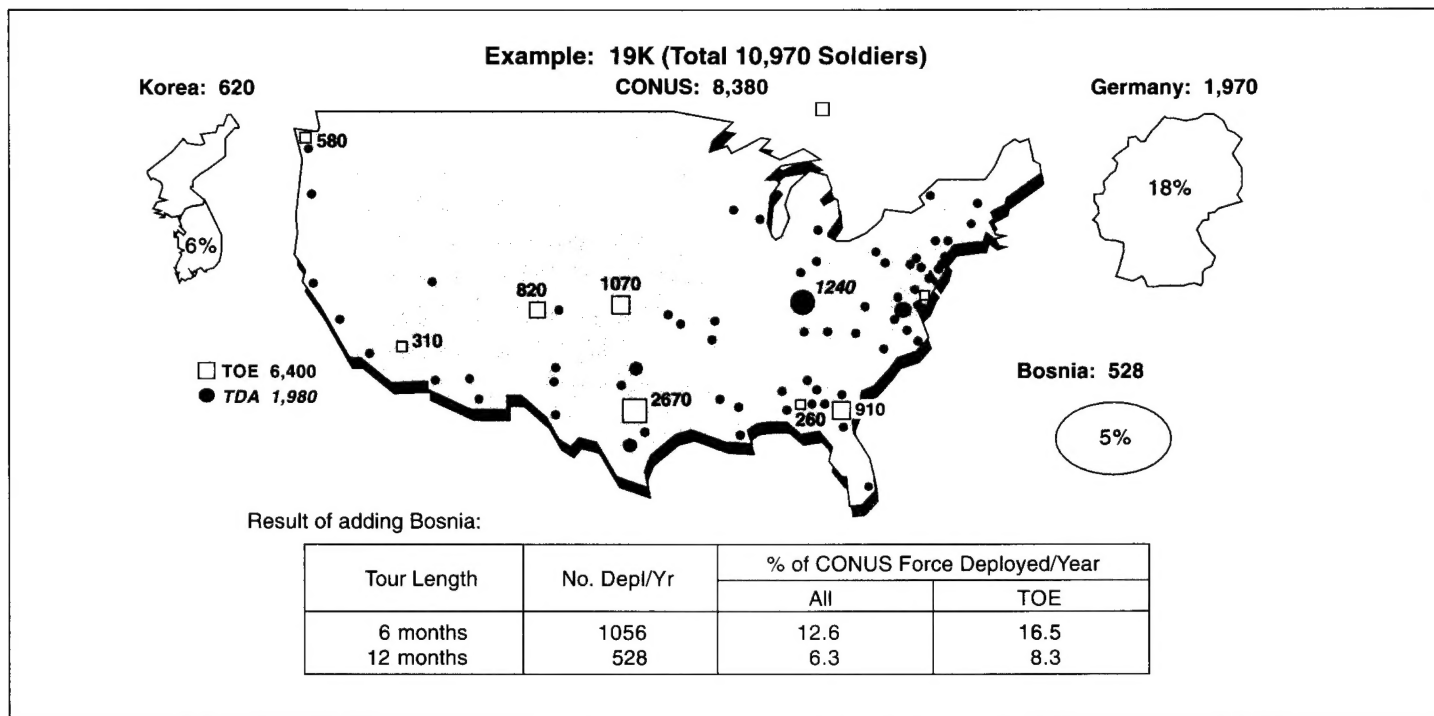 Example: 19K (Total 10,970 Soldiers)
Korea: 620
CONUS: 8,380
Germany: 1,970
580
6%
18%
820
1070
1240
310
TOE 6,400
TDA 1,980
2670
260
910
Bosnia: 528
5%
Result of adding Bosnia:
Tour Length
No. Depl/Yr
% of CONUS Force Deployed/Year
All
TOE
6 months 1056 12.6 16.5
12 months 528 6.3 8.3